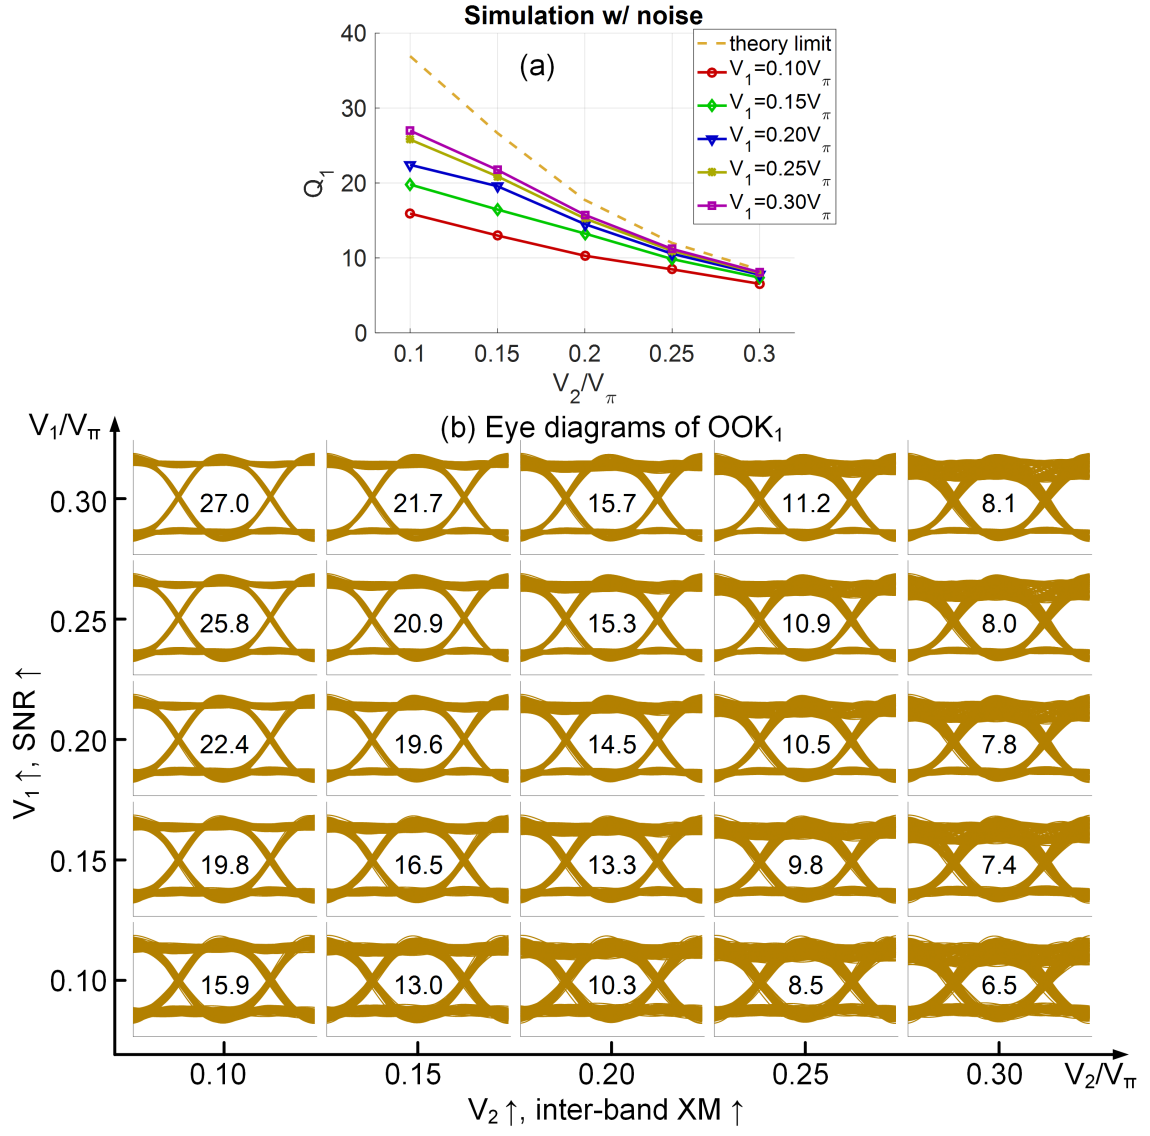 Simulation w/ noise
(a)
40
30
20
10
0
Q1
0.1 0.15 0.2 0.25 0.3
V2/Vπ
theory limit
V1=0.10Vπ
V1=0.15Vπ
V1=0.20Vπ
V1=0.25Vπ
V1=0.30Vπ
V1/Vπ
(b) Eye diagrams of OOK1
0.30 27.0 21.7 15.7 11.2 8.1
0.25 25.8 20.9 15.3 10.9 8.0
0.20 22.4 19.6 14.5 10.5 7.8
0.15 19.8 16.5 13.3 9.8 7.4
0.10 15.9 13.0 10.3 8.5 6.5
V1 ↑, SNR ↑
0.10 0.15 0.20 0.25 0.30 V2/Vπ
V2 ↑, inter-band XM ↑